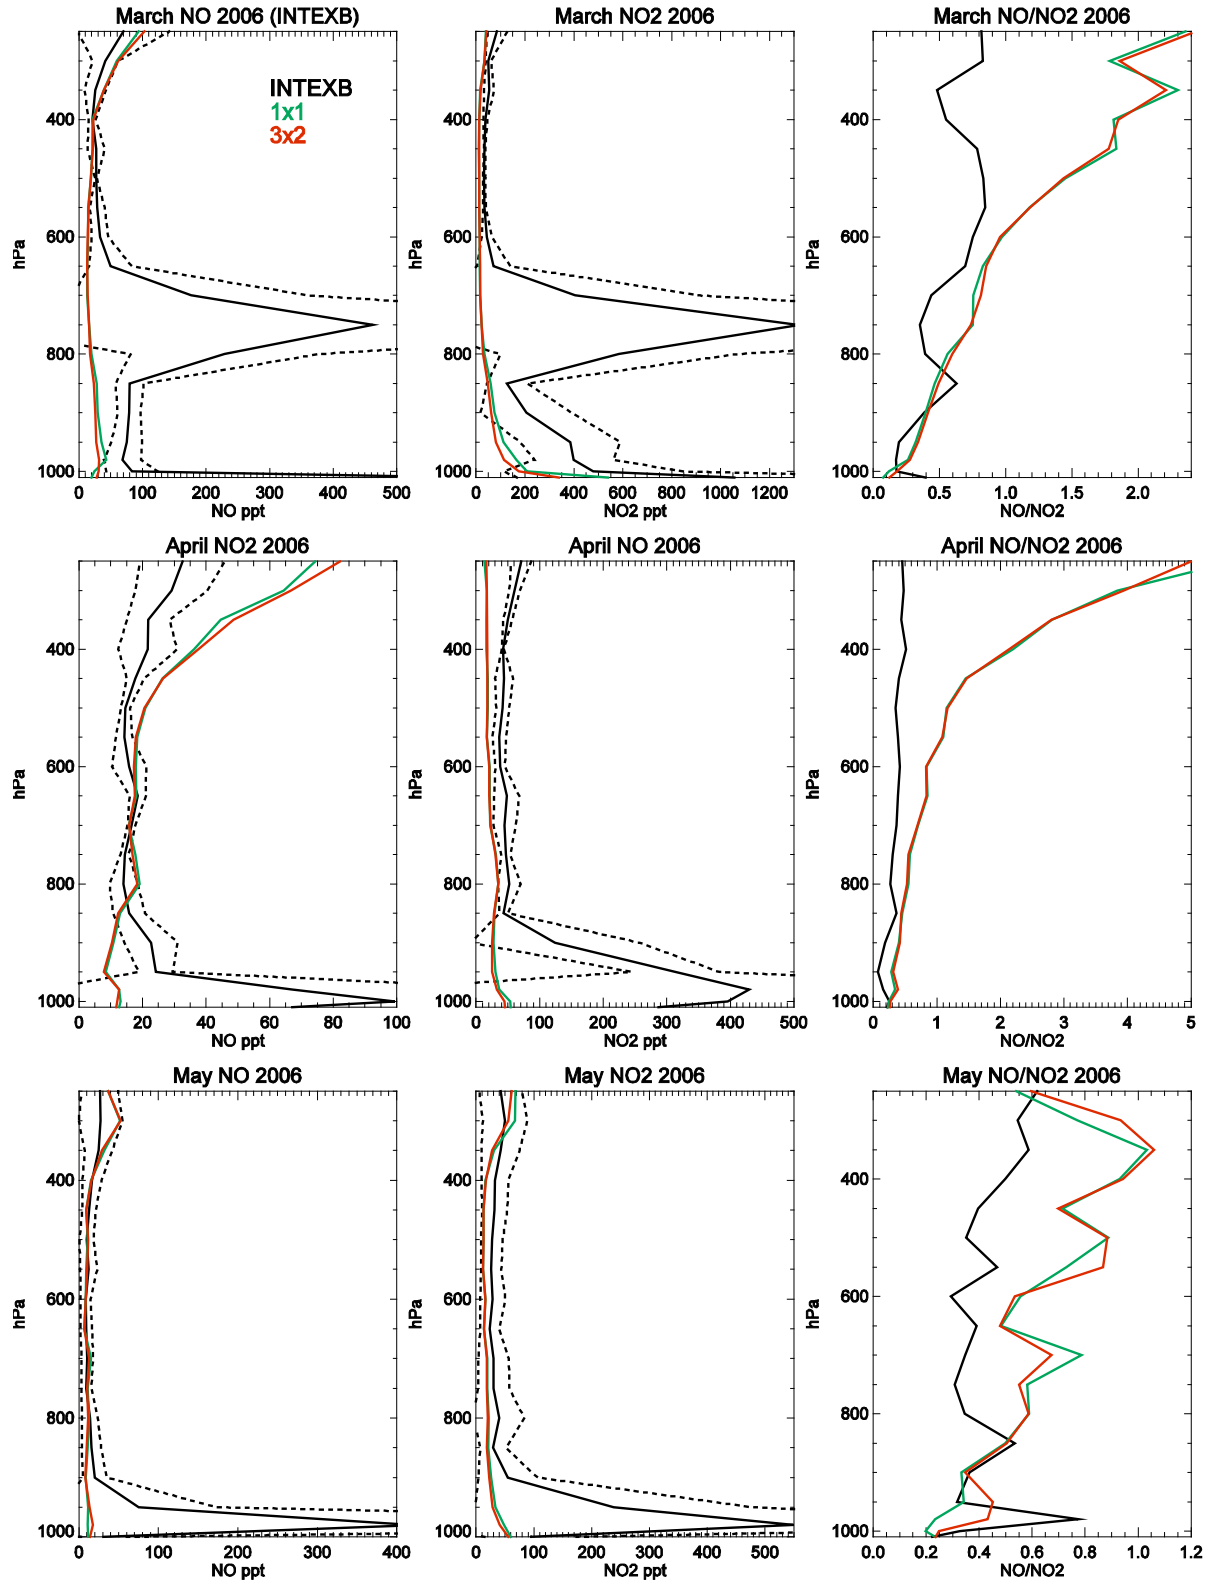 March NO 2006 (INTEXB)
March NO2 2006
March NO/NO2 2006
INTEXB
1x1
3x2
hPa
400
600
800
1000
0 100 200 300 400 500
NO ppt
hPa
400
600
800
1000
0 200 400 600 800 1000 1200
NO2 ppt
hPa
400
600
800
1000
0.0 0.5 1.0 1.5 2.0
NO/NO2
April NO2 2006
April NO 2006
April NO/NO2 2006
hPa
400
600
800
1000
0 20 40 60 80 100
NO ppt
hPa
400
600
800
1000
0 100 200 300 400 500
NO2 ppt
hPa
400
600
800
1000
0 1 2 3 4 5
NO/NO2
May NO 2006
May NO2 2006
May NO/NO2 2006
hPa
400
600
800
1000
0 100 200 300 400
NO ppt
hPa
400
600
800
1000
0 100 200 300 400 500
NO2 ppt
hPa
400
600
800
1000
0.0 0.2 0.4 0.6 0.8 1.0 1.2
NO/NO2